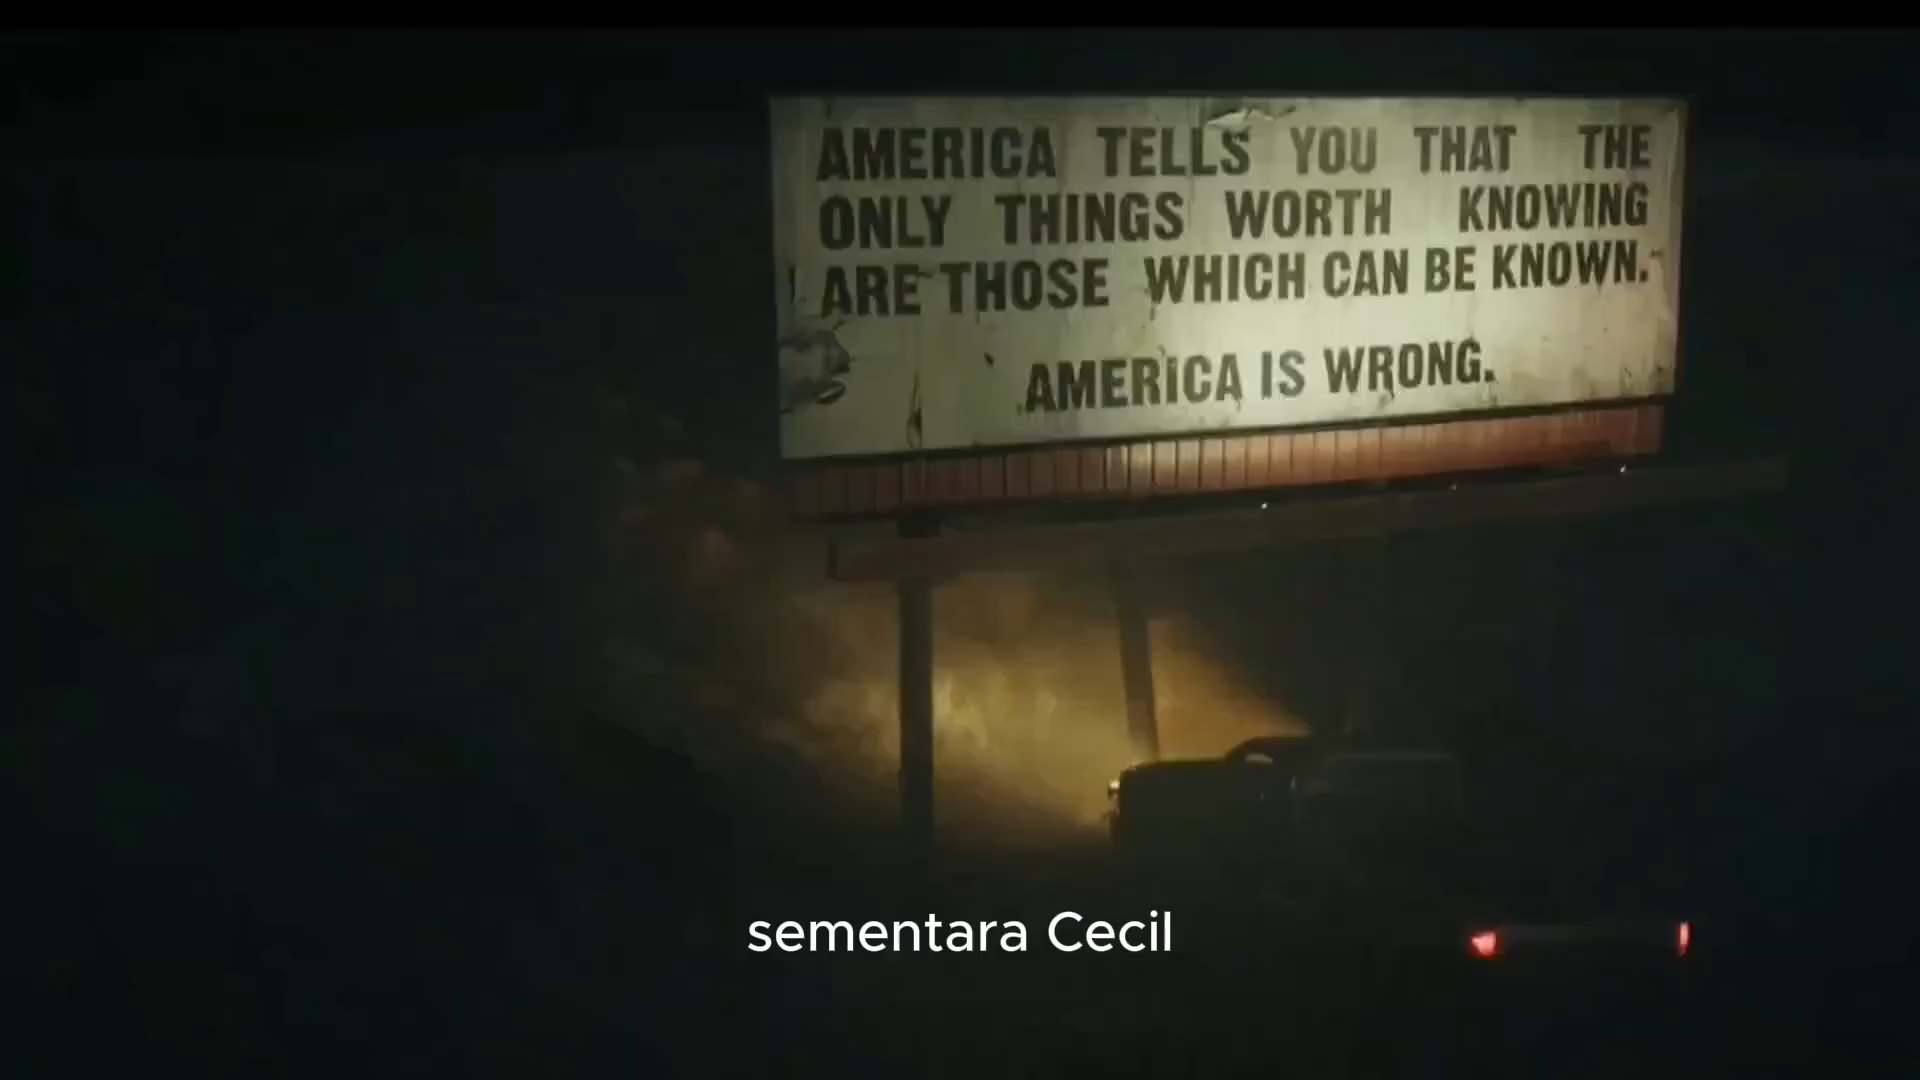 AMERICA TELLS YOU THAT THE
ONLY THINGS WORTH KNOWING
ARE THOSE WHICH CAN BE KNOWN.
AMERICA IS WRONG.
sementara Cecil